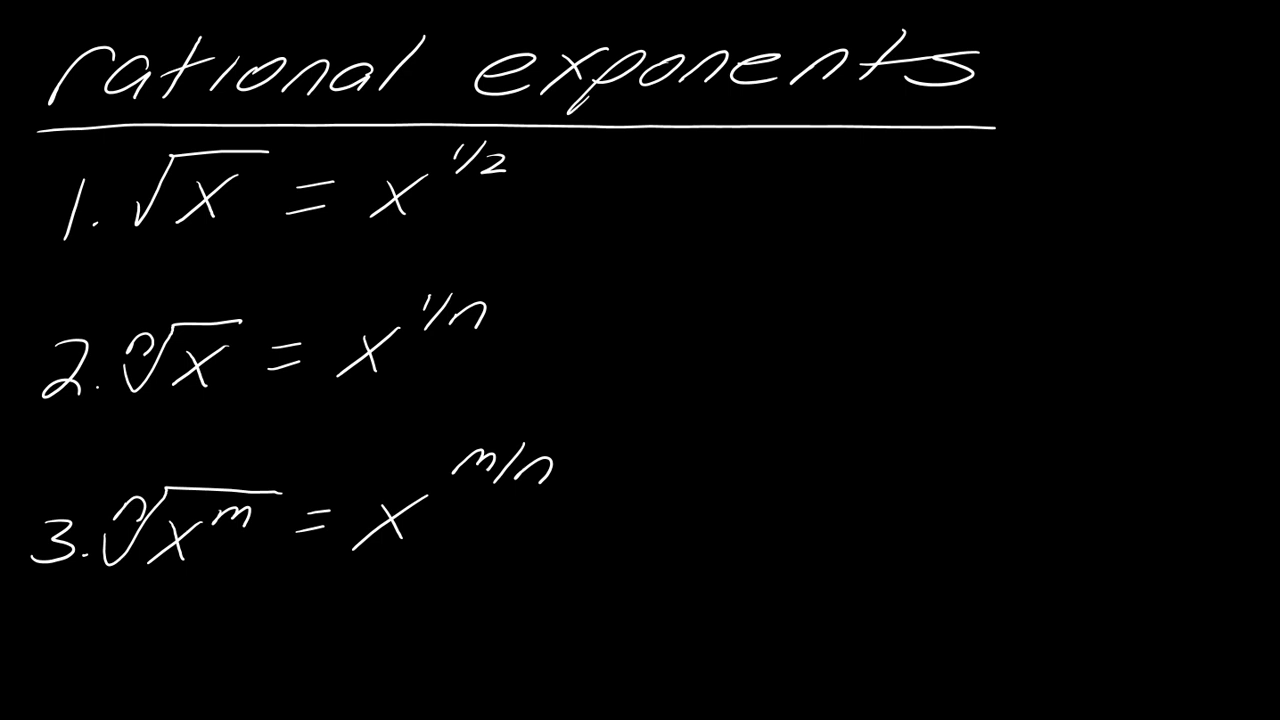 rational exponents
1. √x = x^{1/2}
2. ⁿ√x = x^{1/n}
3. ⁿ√x^m = x^{m/n}